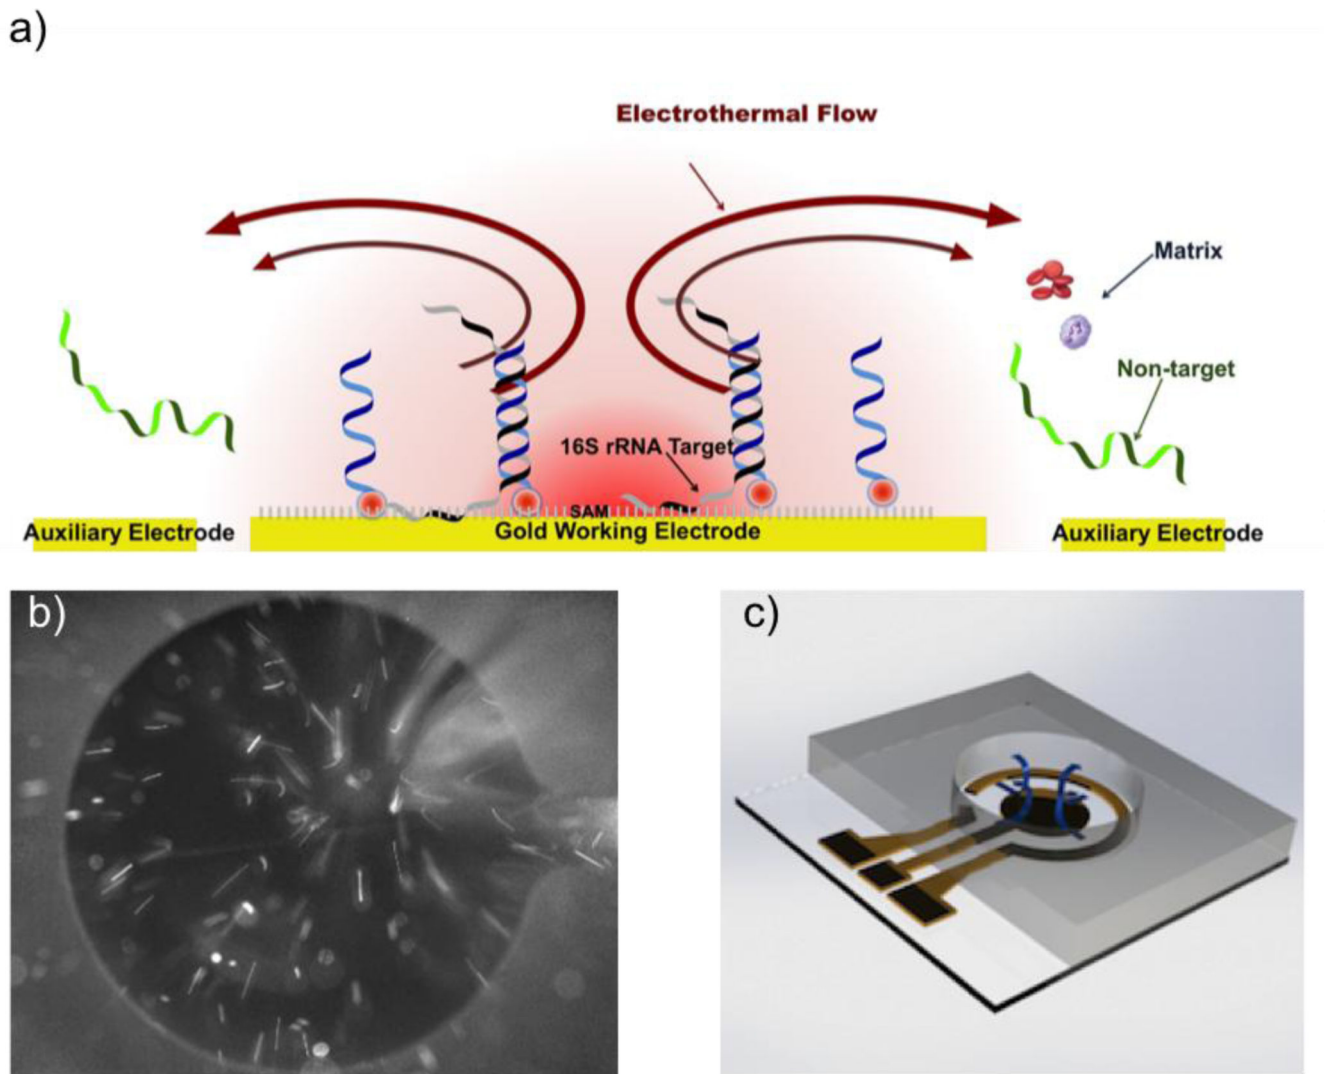 a)
Electrothermal Flow
Matrix
Non-target
16S rRNA Target
SAM
Auxiliary Electrode
Gold Working Electrode
Auxiliary Electrode
b)
c)